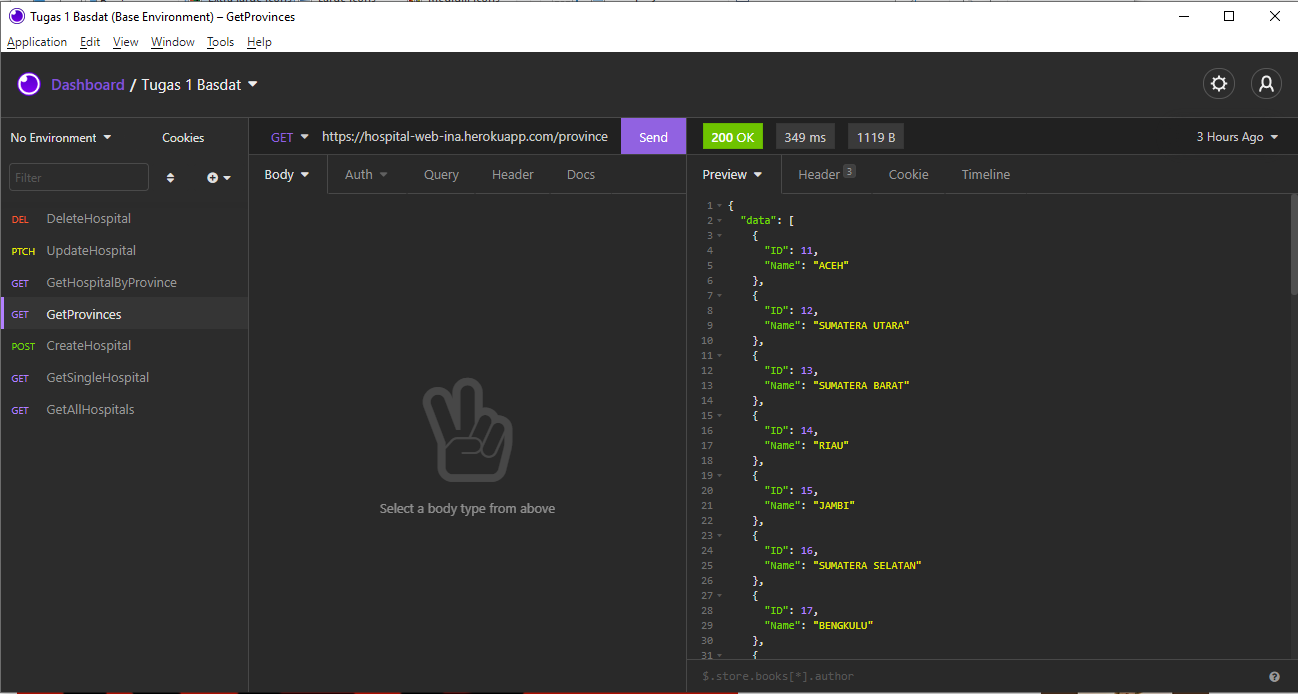 Tugas 1 Basdat (Base Environment) – GetProvinces
Application Edit View Window Tools Help
Dashboard / Tugas 1 Basdat
No Environment Cookies
GET https://hospital-web-ina.herokuapp.com/province Send
200 OK 349 ms 1119 B 3 Hours Ago
Filter
Body Auth Query Header Docs
Preview Header 3 Cookie Timeline
DEL DeleteHospital
PTCH UpdateHospital
GET GetHospitalByProvince
GET GetProvinces
POST CreateHospital
GET GetSingleHospital
GET GetAllHospitals
Select a body type from above
1 {
2 "data": [
3 {
4 "ID": 11,
5 "Name": "ACEH"
6 },
7 {
8 "ID": 12,
9 "Name": "SUMATERA UTARA"
10 },
11 {
12 "ID": 13,
13 "Name": "SUMATERA BARAT"
14 },
15 {
16 "ID": 14,
17 "Name": "RIAU"
18 },
19 {
20 "ID": 15,
21 "Name": "JAMBI"
22 },
23 {
24 "ID": 16,
25 "Name": "SUMATERA SELATAN"
26 },
27 {
28 "ID": 17,
29 "Name": "BENGKULU"
30 },
31 {
$.store.books[*].author